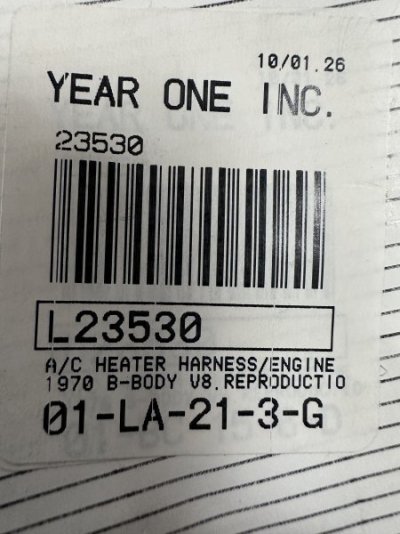 10/01.26
YEAR ONE INC.
23530
L23530
A/C HEATER HARNESS/ENGINE
1970 B-BODY V8.REPRODUCTIO
01-LA-21-3-G